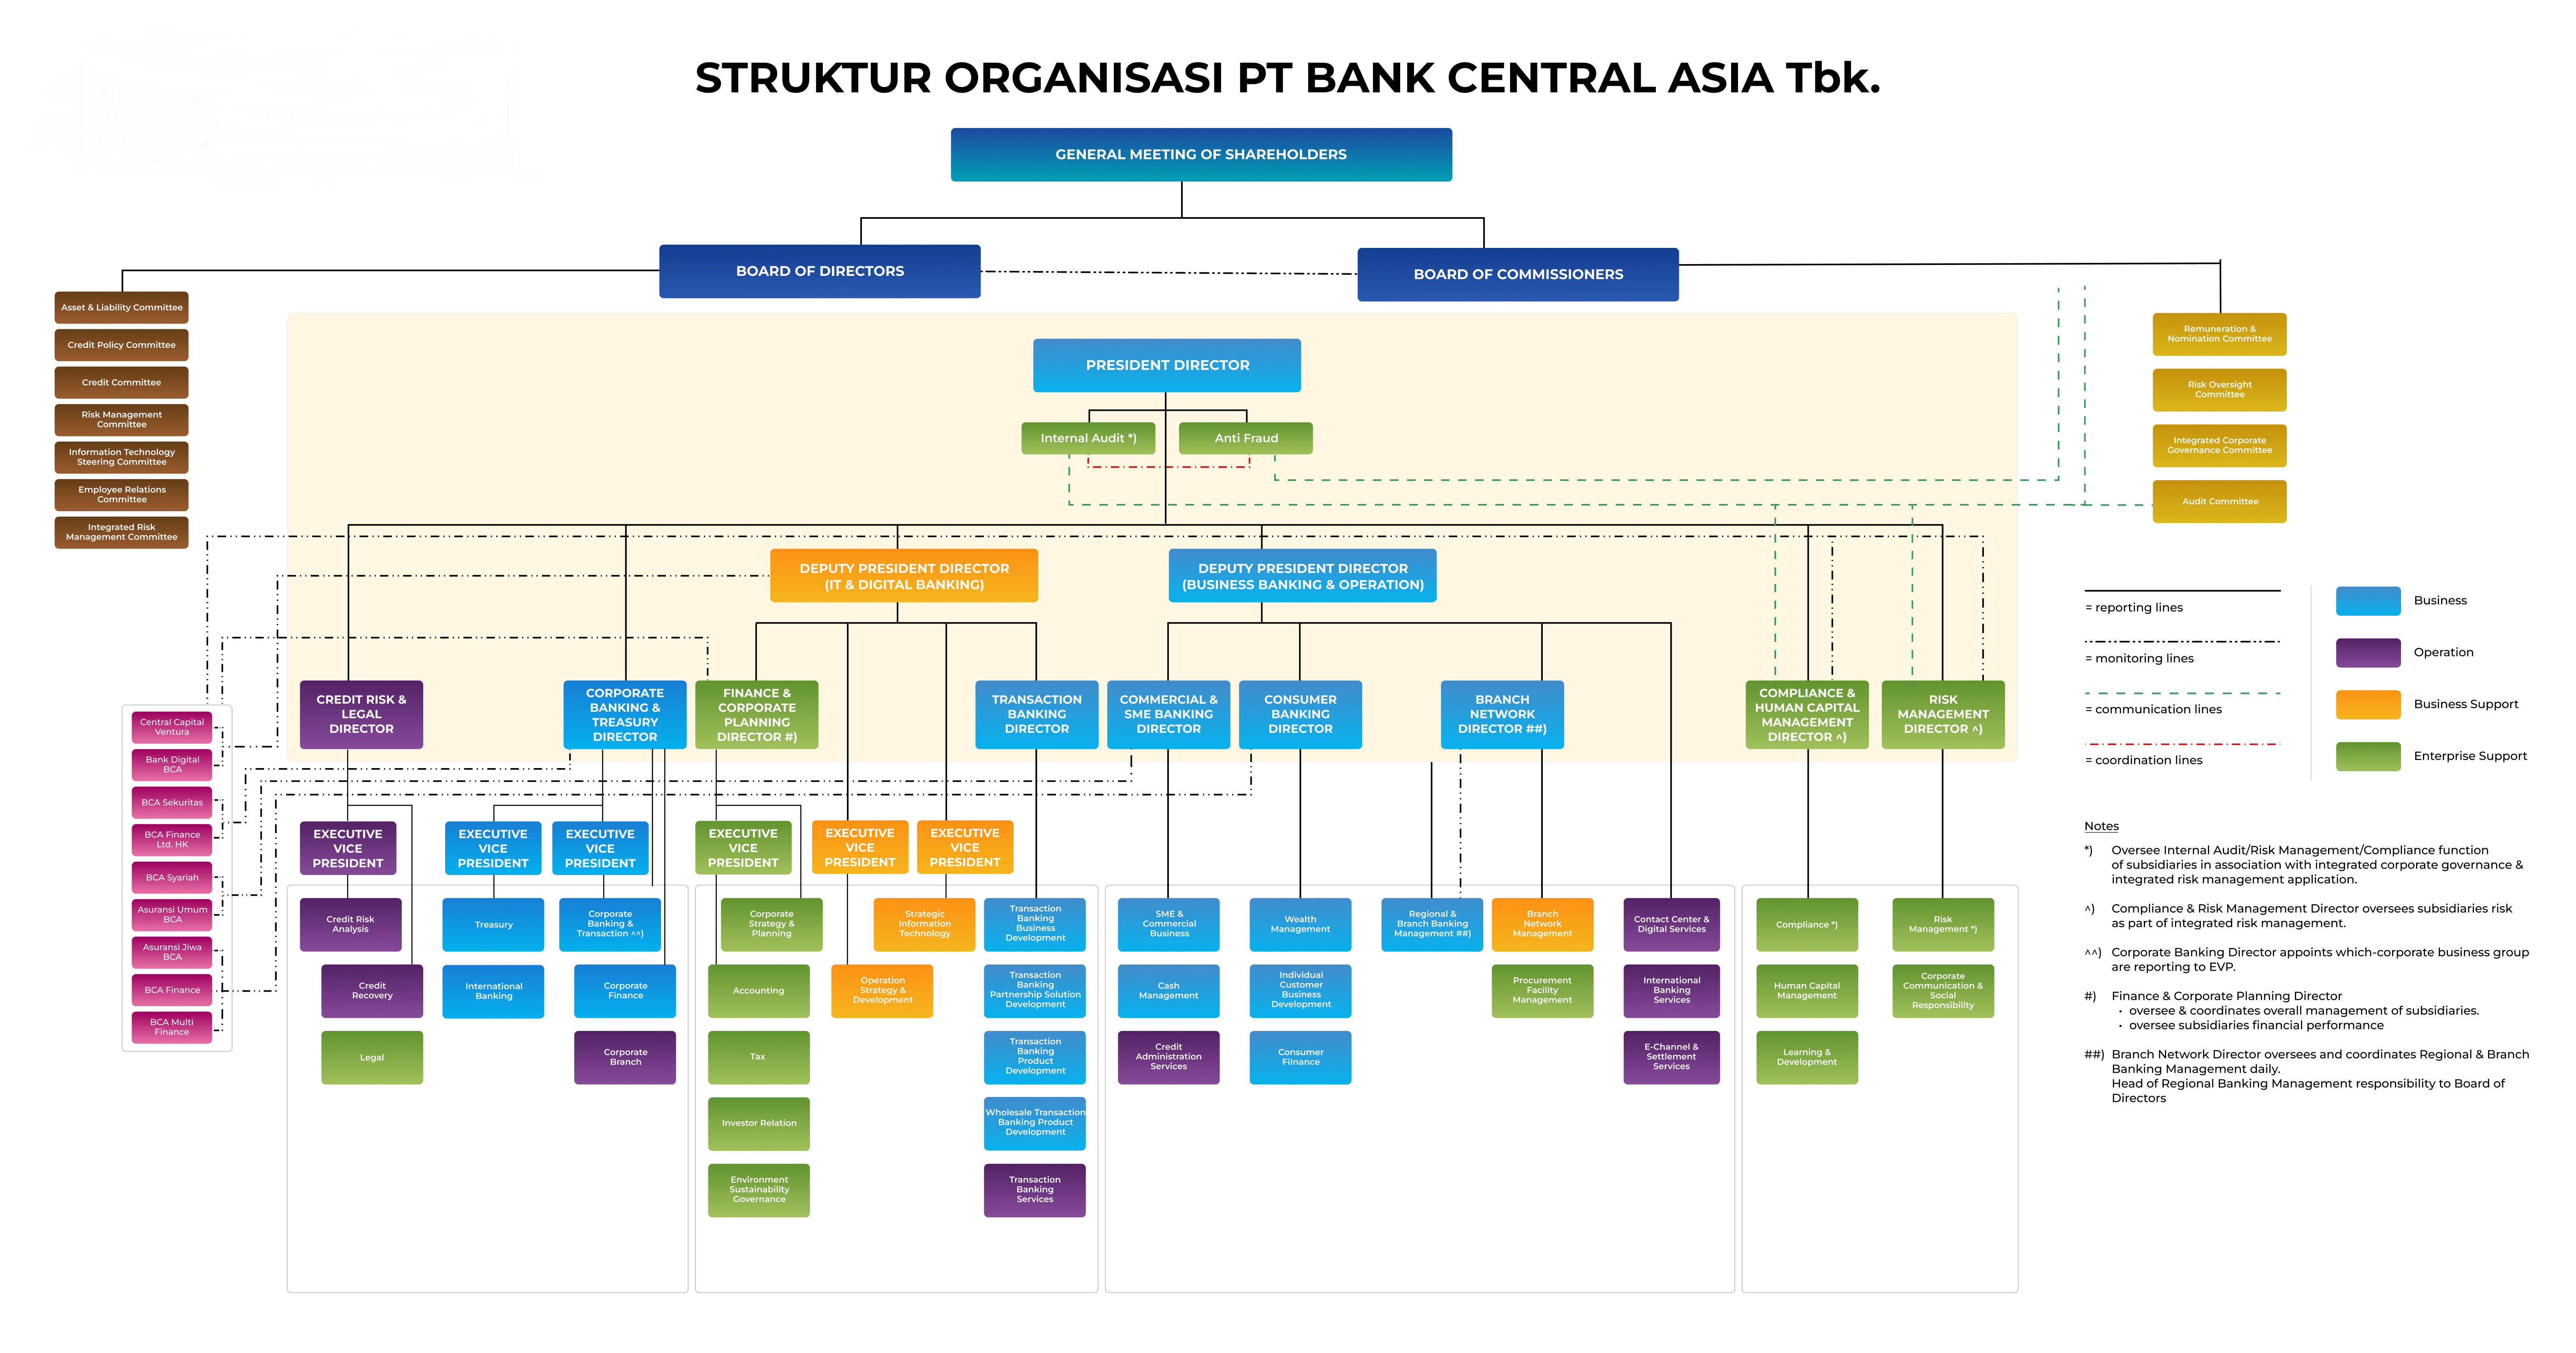 STRUKTUR ORGANISASI PT BANK CENTRAL ASIA Tbk.
GENERAL MEETING OF SHAREHOLDERS
BOARD OF DIRECTORS
BOARD OF COMMISSIONERS
Asset & Liability Committee
Credit Policy Committee
Credit Committee
Risk Management
Committee
Information Technology
Steering Committee
Employee Relations
Committee
Integrated Risk
Management Committee
PRESIDENT DIRECTOR
Internal Audit *)
Anti Fraud
Remuneration &
Nomination Committee
Risk Oversight
Committee
Integrated Corporate
Governance Committee
Audit Committee
DEPUTY PRESIDENT DIRECTOR
(IT & DIGITAL BANKING)
DEPUTY PRESIDENT DIRECTOR
(BUSINESS BANKING & OPERATION)
CREDIT RISK &
LEGAL
DIRECTOR
CORPORATE
BANKING &
TREASURY
DIRECTOR
FINANCE &
CORPORATE
PLANNING
DIRECTOR #)
TRANSACTION
BANKING
DIRECTOR
COMMERCIAL &
SME BANKING
DIRECTOR
CONSUMER
BANKING
DIRECTOR
BRANCH
NETWORK
DIRECTOR ##)
COMPLIANCE &
HUMAN CAPITAL
MANAGEMENT
DIRECTOR ^)
RISK
MANAGEMENT
DIRECTOR ^)
Central Capital
Ventura
Bank Digital
BCA
BCA Sekuritas
BCA Finance
Ltd. HK
BCA Syariah
Asuransi Umum
BCA
Asuransi Jiwa
BCA
BCA Finance
BCA Multi
Finance
EXECUTIVE
VICE
PRESIDENT
EXECUTIVE
VICE
PRESIDENT
EXECUTIVE
VICE
PRESIDENT
EXECUTIVE
VICE
PRESIDENT
EXECUTIVE
VICE
PRESIDENT
EXECUTIVE
VICE
PRESIDENT
Credit Risk
Analysis
Credit
Recovery
Legal
Treasury
International
Banking
Corporate
Banking &
Transaction ^^)
Corporate
Finance
Corporate
Branch
Corporate
Strategy &
Planning
Accounting
Tax
Investor Relation
Environment
Sustainability
Governance
Strategic
Information
Technology
Operation
Strategy &
Development
Transaction
Banking
Business
Development
Transaction
Banking
Partnership Solution
Development
Transaction
Banking
Product
Development
Wholesale Transaction
Banking Product
Development
Transaction
Banking
Services
SME &
Commercial
Business
Cash
Management
Credit
Administration
Services
Wealth
Management
Individual
Customer
Business
Development
Consumer
Filnance
Regional &
Branch Banking
Management ##)
Branch
Network
Management
Procurement
Facility
Management
Contact Center &
Digital Services
International
Banking
Services
E-Channel &
Settlement
Services
Compliance *)
Human Capital
Management
Learning &
Development
Risk
Management *)
Corporate
Communication &
Social
Responsibility
= reporting lines
= monitoring lines
= communication lines
= coordination lines
Business
Operation
Business Support
Enterprise Support
Notes
*) Oversee Internal Audit/Risk Management/Compliance function
of subsidiaries in association with integrated corporate governance &
integrated risk management application.
^) Compliance & Risk Management Director oversees subsidiaries risk
as part of integrated risk management.
^^) Corporate Banking Director appoints which-corporate business group
are reporting to EVP.
#) Finance & Corporate Planning Director
• oversee & coordinates overall management of subsidiaries.
• oversee subsidiaries financial performance
##) Branch Network Director oversees and coordinates Regional & Branch
Banking Management daily.
Head of Regional Banking Management responsibility to Board of
Directors